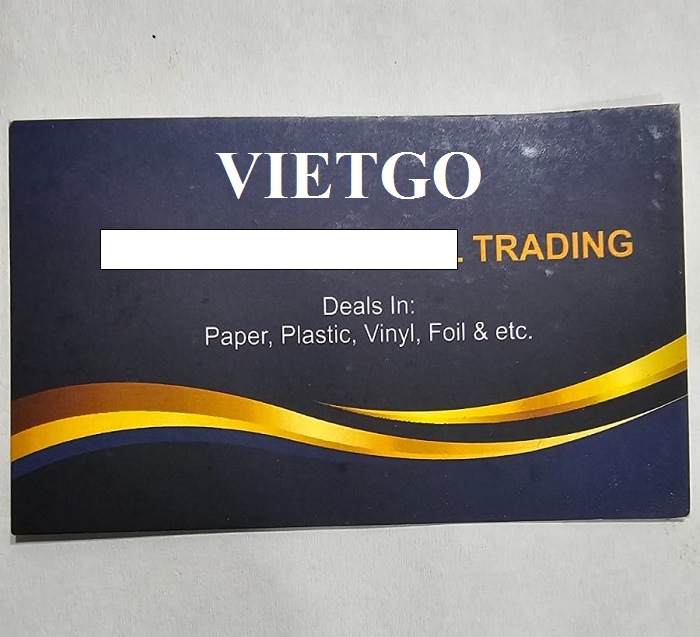 VIETGO
TRADING
Deals In:
Paper, Plastic, Vinyl, Foil & etc.